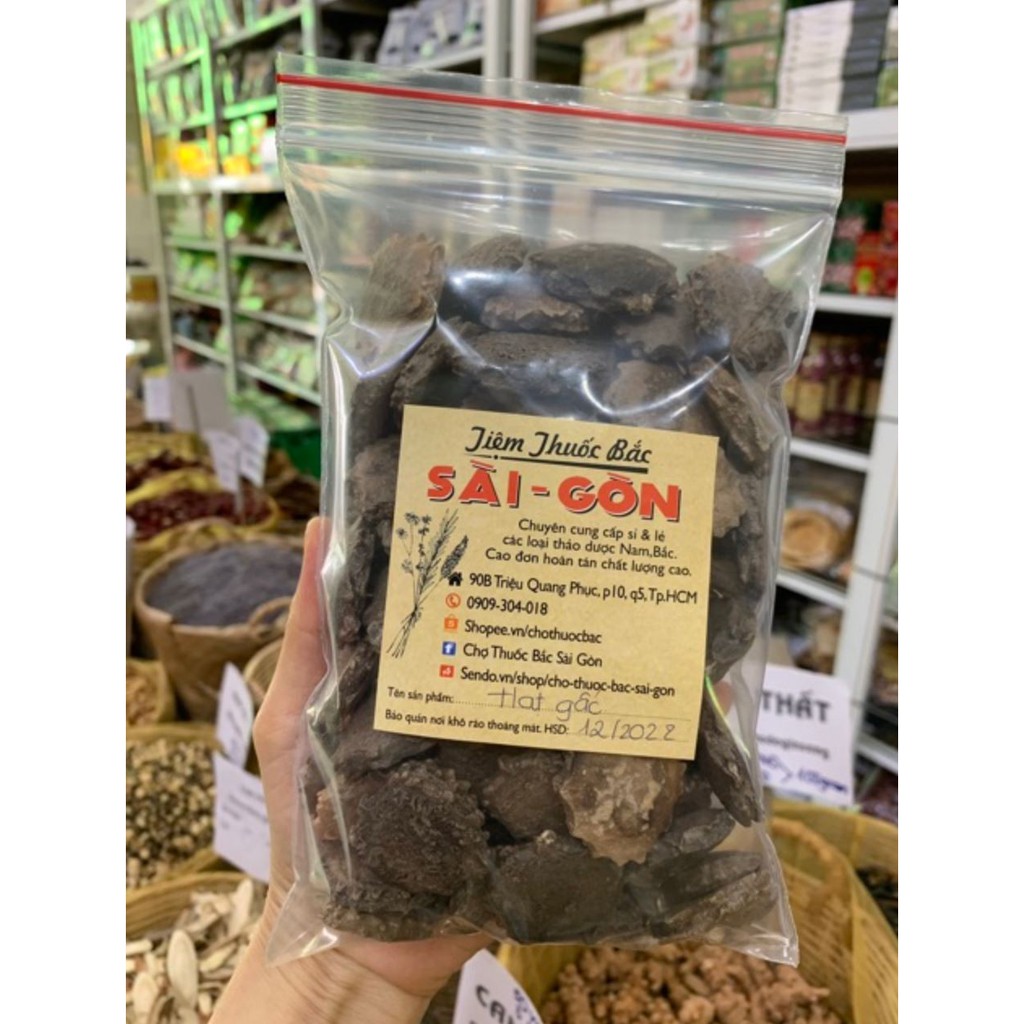 Tiệm Thuốc Bắc
SÀI-GÒN
Chuyên cung cấp sỉ & lẻ
các loại thảo dược Nam,Bắc.
Cao đơn hoàn tán chất lượng cao.
90B Triệu Quang Phục, p10, q5, Tp.HCM
0909-304-018
Shopee.vn/chothuocbac
Chợ Thuốc Bắc Sài Gòn
Sendo.vn/shop/cho-thuoc-bac-sai-gon
Tên sản phẩm: Hạt gấc
Bảo quản nơi khô ráo thoáng mát. HSD: 12/2022
THẤT